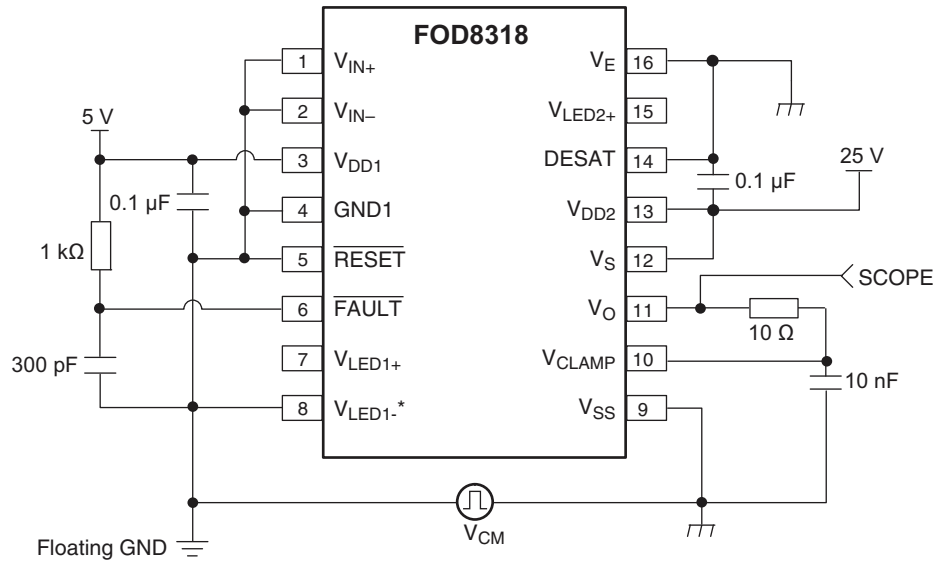 FOD8318
1 V_IN+
2 V_IN–
3 V_DD1
4 GND1
5 RESET
6 FAULT
7 V_LED1+
8 V_LED1-*
V_E 16
V_LED2+ 15
DESAT 14
V_DD2 13
V_S 12
V_O 11
V_CLAMP 10
V_SS 9
5 V
0.1 µF
1 kΩ
300 pF
Floating GND
V_CM
0.1 µF
25 V
SCOPE
10 Ω
10 nF